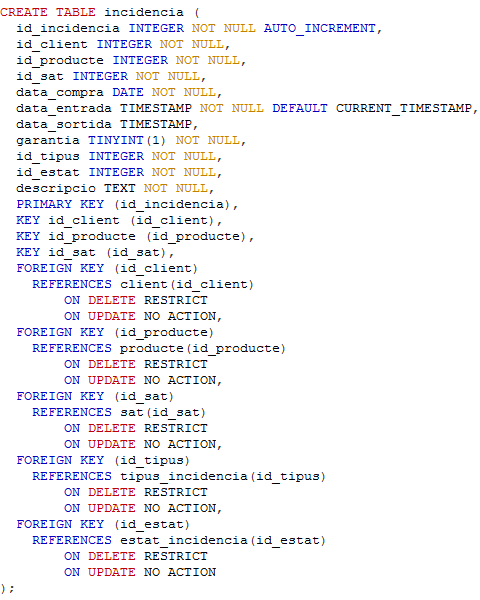 CREATE TABLE incidencia (
  id_incidencia INTEGER NOT NULL AUTO_INCREMENT,
  id_client INTEGER NOT NULL,
  id_producte INTEGER NOT NULL,
  id_sat INTEGER NOT NULL,
  data_compra DATE NOT NULL,
  data_entrada TIMESTAMP NOT NULL DEFAULT CURRENT_TIMESTAMP,
  data_sortida TIMESTAMP,
  garantia TINYINT(1) NOT NULL,
  id_tipus INTEGER NOT NULL,
  id_estat INTEGER NOT NULL,
  descripcio TEXT NOT NULL,
  PRIMARY KEY (id_incidencia),
  KEY id_client (id_client),
  KEY id_producte (id_producte),
  KEY id_sat (id_sat),
  FOREIGN KEY (id_client)
    REFERENCES client(id_client)
        ON DELETE RESTRICT
        ON UPDATE NO ACTION,
  FOREIGN KEY (id_producte)
    REFERENCES producte(id_producte)
        ON DELETE RESTRICT
        ON UPDATE NO ACTION,
  FOREIGN KEY (id_sat)
    REFERENCES sat(id_sat)
        ON DELETE RESTRICT
        ON UPDATE NO ACTION,
  FOREIGN KEY (id_tipus)
    REFERENCES tipus_incidencia(id_tipus)
        ON DELETE RESTRICT
        ON UPDATE NO ACTION,
  FOREIGN KEY (id_estat)
    REFERENCES estat_incidencia(id_estat)
        ON DELETE RESTRICT
        ON UPDATE NO ACTION
);